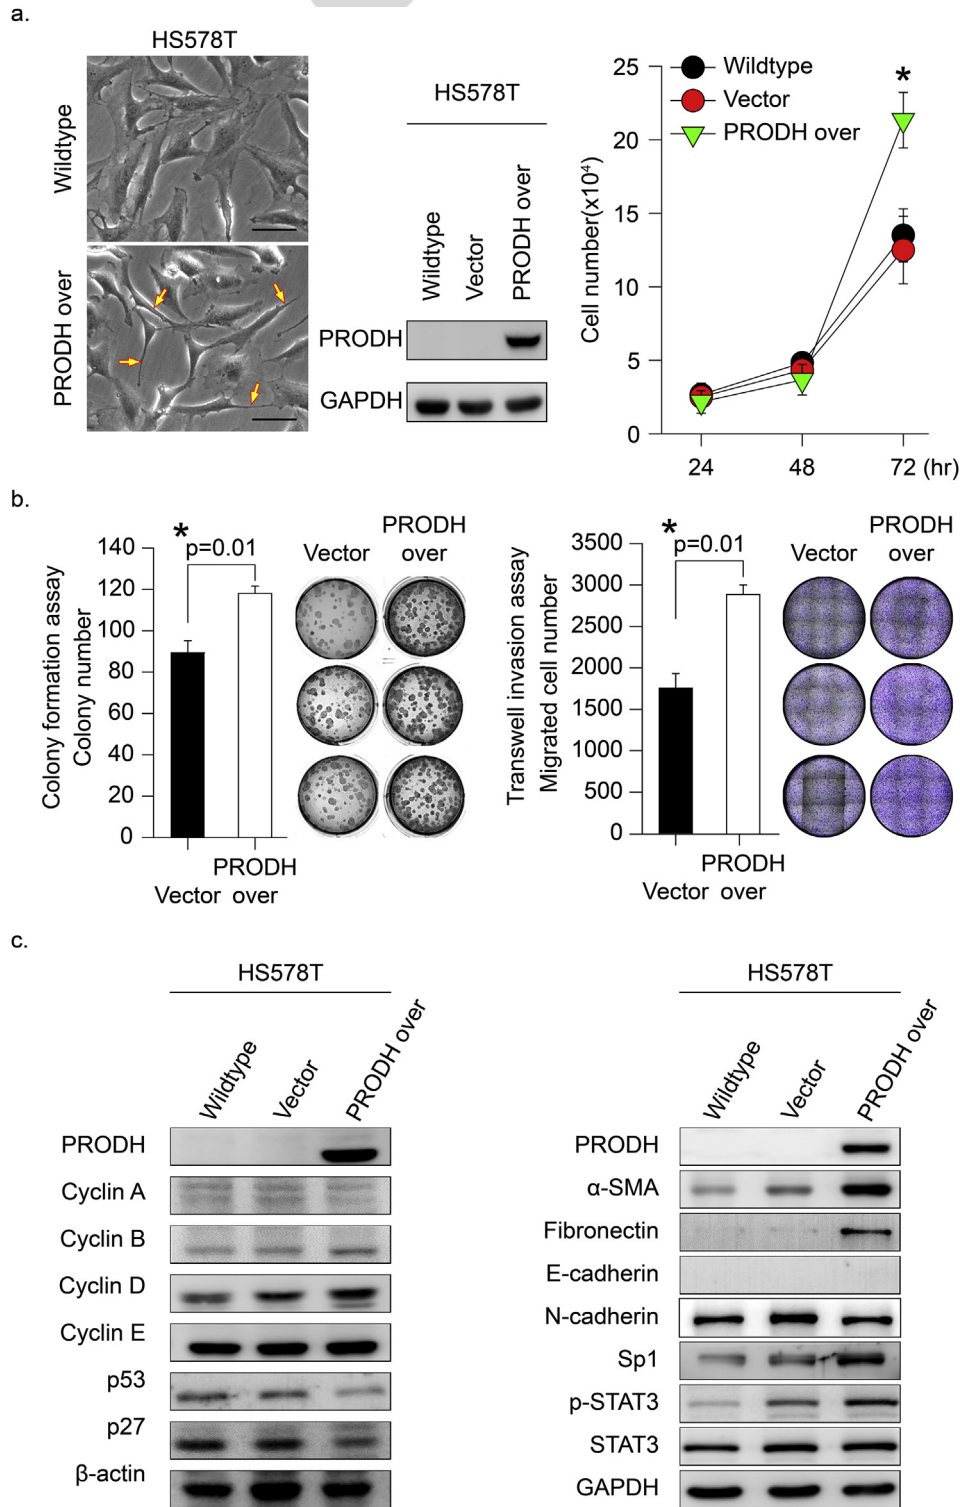 a.
HS578T
Wildtype
PRODH over
HS578T
Wildtype
Vector
PRODH over
PRODH
GAPDH
Cell number(x10⁴)
25
20
15
10
5
0
24 48 72 (hr)
Wildtype
Vector
PRODH over
*
b.
Colony formation assay
Colony number
140
120
100
80
60
40
20
0
*
p=0.01
Vector
PRODH
over
Vector
PRODH
over
Transwell invasion assay
Migrated cell number
3500
3000
2500
2000
1500
1000
500
0
*
p=0.01
Vector
PRODH
over
Vector
PRODH
over
c.
HS578T
Wildtype
Vector
PRODH over
PRODH
Cyclin A
Cyclin B
Cyclin D
Cyclin E
p53
p27
β-actin
HS578T
Wildtype
Vector
PRODH over
PRODH
α-SMA
Fibronectin
E-cadherin
N-cadherin
Sp1
p-STAT3
STAT3
GAPDH